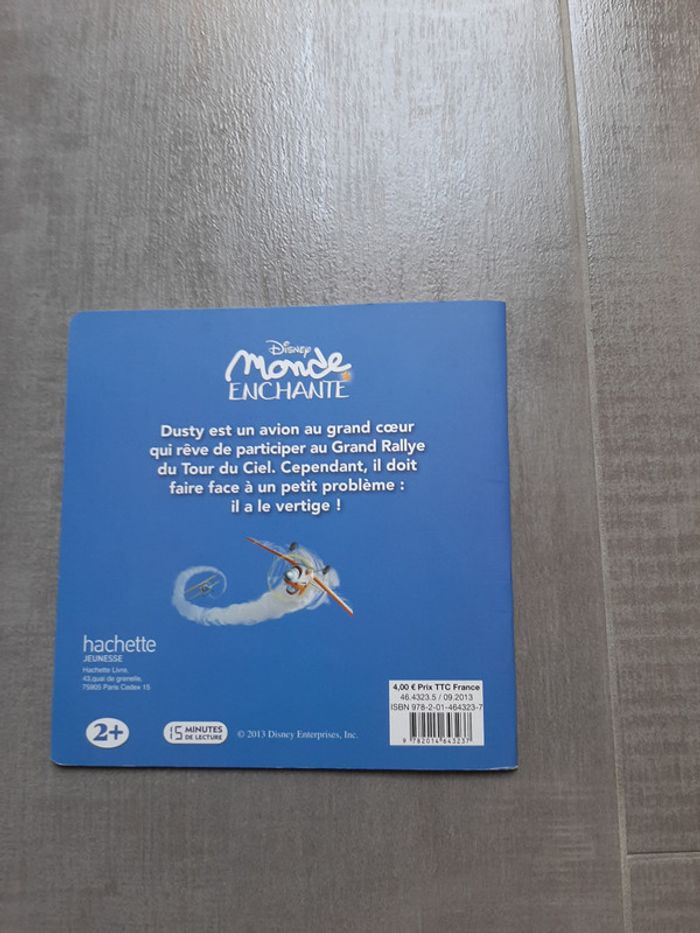 Disney
Monde
ENCHANTÉ
Dusty est un avion au grand cœur
qui rêve de participer au Grand Rallye
du Tour du Ciel. Cependant, il doit
faire face à un petit problème :
il a le vertige !
hachette
JEUNESSE
Hachette Livre,
43,quai de grenelle,
75905 Paris Cedex 15
4,00 € Prix TTC France
46.4323.5 / 09.2013
ISBN 978-2-01-464323-7
9 782014 643237
2+
15 MINUTES
DE LECTURE
© 2013 Disney Enterprises, Inc.